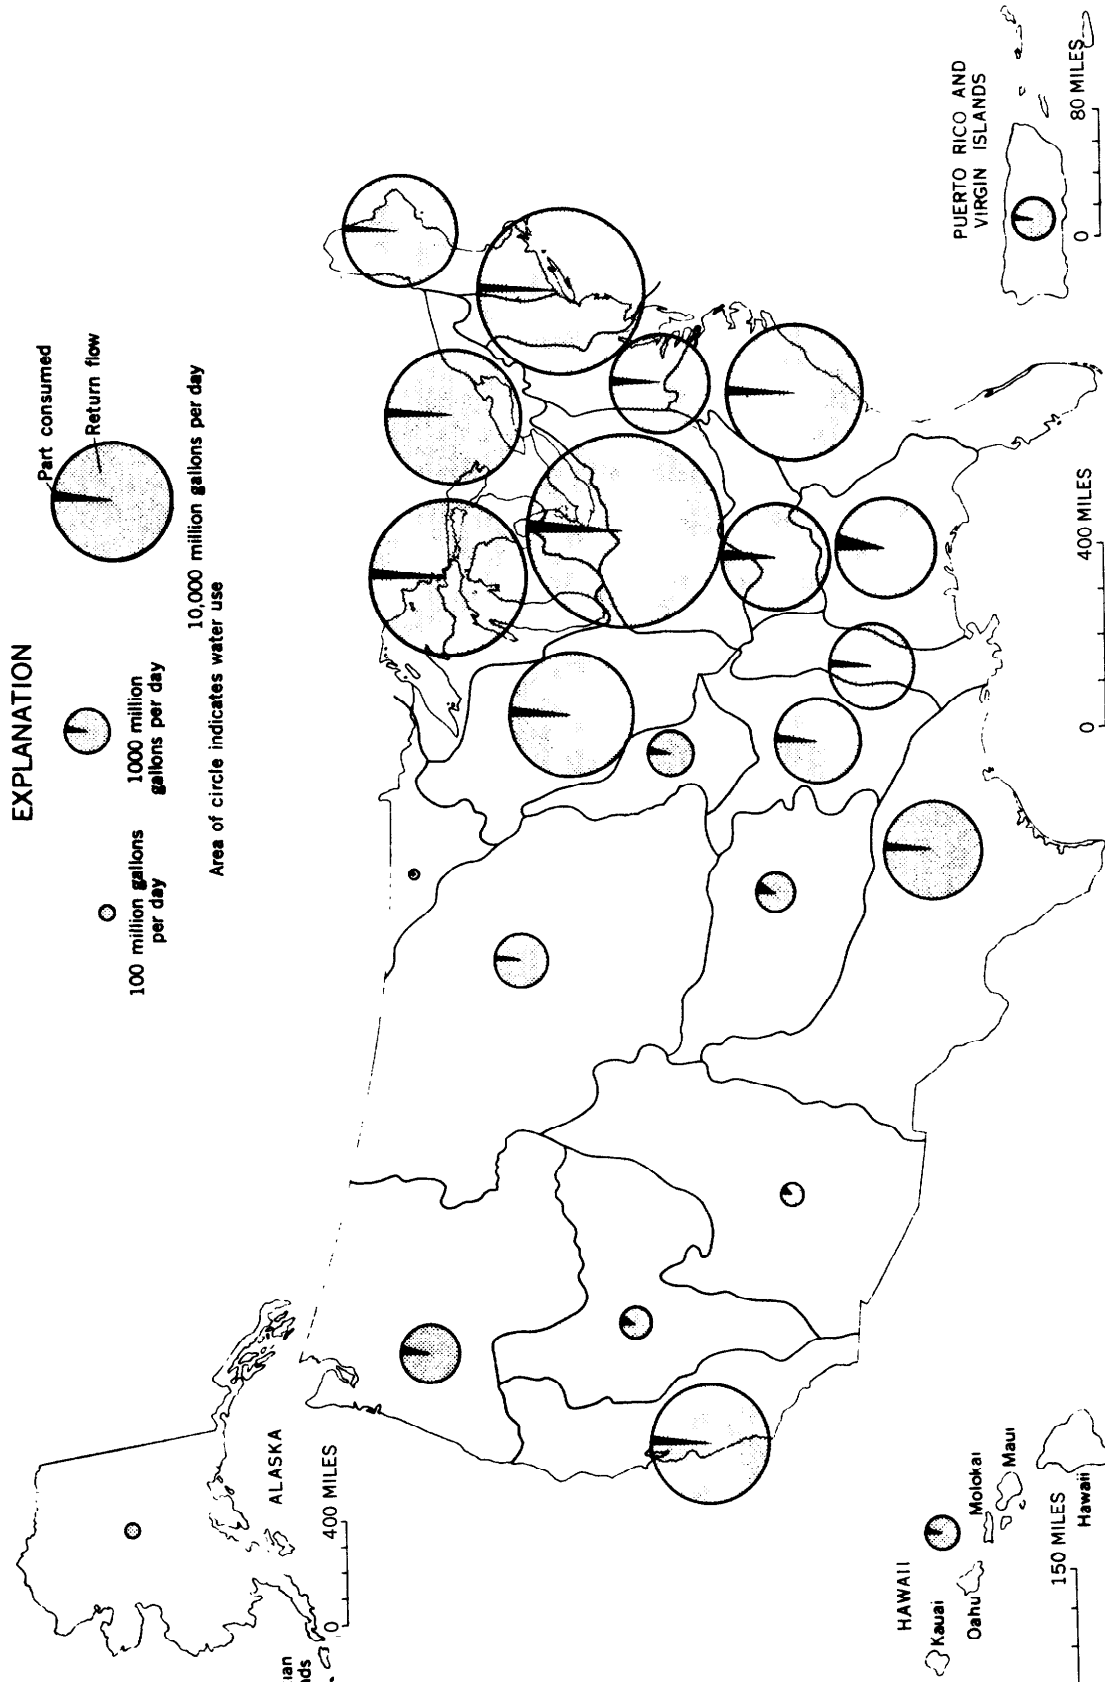 EXPLANATION
100 million gallons
per day
1000 million
gallons per day
Part consumed
Return flow
10,000 million gallons per day
Area of circle indicates water use
ALASKA
0
400 MILES
HAWAII
Kauai
Oahu
Molokai
Maui
Hawaii
150 MILES
0
400 MILES
PUERTO RICO AND
VIRGIN ISLANDS
0
80 MILES